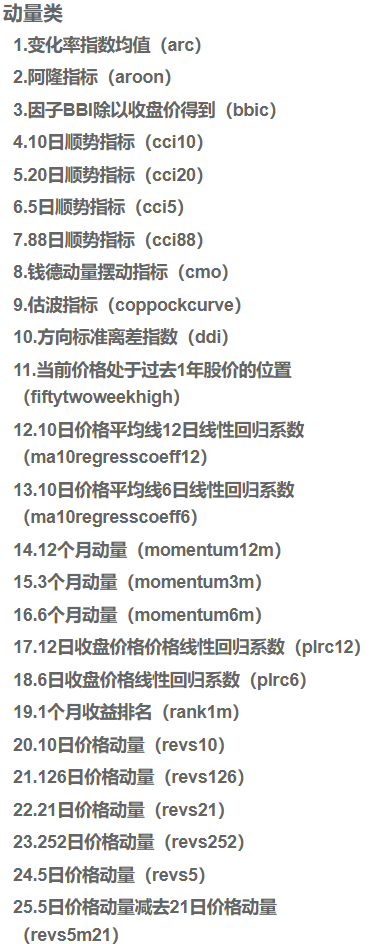 动量类
1.变化率指数均值（arc）
2.阿隆指标（aroon）
3.因子BBI除以收盘价得到（bbic）
4.10日顺势指标（cci10）
5.20日顺势指标（cci20）
6.5日顺势指标（cci5）
7.88日顺势指标（cci88）
8.钱德动量摆动指标（cmo）
9.估波指标（coppockcurve）
10.方向标准离差指数（ddi）
11.当前价格处于过去1年股价的位置
（fiftytwoweekhigh）
12.10日价格平均线12日线性回归系数
（ma10regresscoeff12）
13.10日价格平均线6日线性回归系数
（ma10regresscoeff6）
14.12个月动量（momentum12m）
15.3个月动量（momentum3m）
16.6个月动量（momentum6m）
17.12日收盘价格价格线性回归系数（plrc12）
18.6日收盘价格线性回归系数（plrc6）
19.1个月收益排名（rank1m）
20.10日价格动量（revs10）
21.126日价格动量（revs126）
22.21日价格动量（revs21）
23.252日价格动量（revs252）
24.5日价格动量（revs5）
25.5日价格动量减去21日价格动量
（revs5m21）